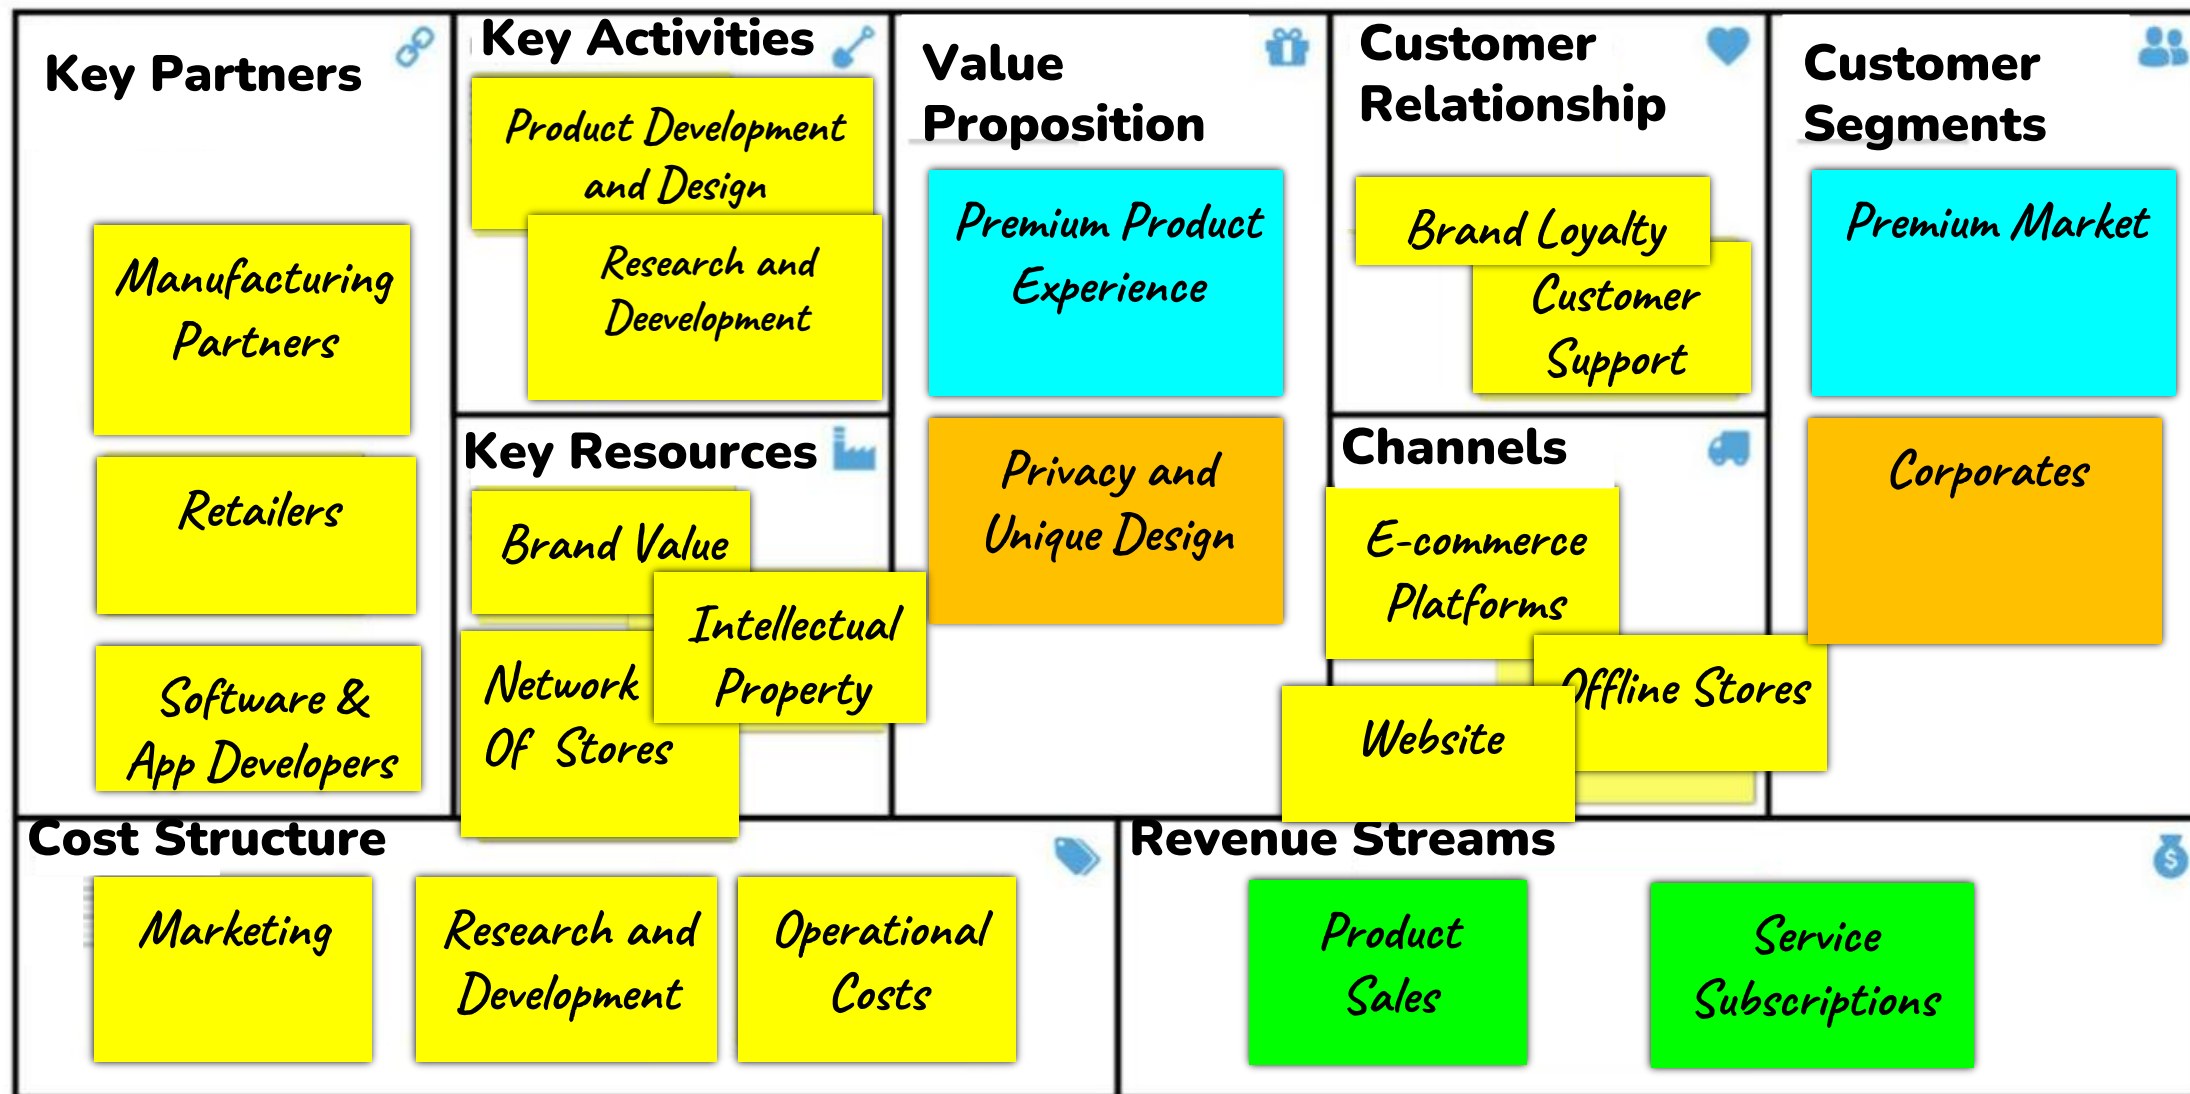 Key Partners
Manufacturing
Partners
Retailers
Software &
App Developers
Key Activities
Product Development
and Design
Research and
Deevelopment
Key Resources
Brand Value
Intellectual
Property
Network
Of Stores
Value
Proposition
Premium Product
Experience
Privacy and
Unique Design
Customer
Relationship
Brand Loyalty
Customer
Support
Channels
E-commerce
Platforms
Offline Stores
Website
Customer
Segments
Premium Market
Corporates
Cost Structure
Marketing
Research and
Development
Operational
Costs
Revenue Streams
Product
Sales
Service
Subscriptions